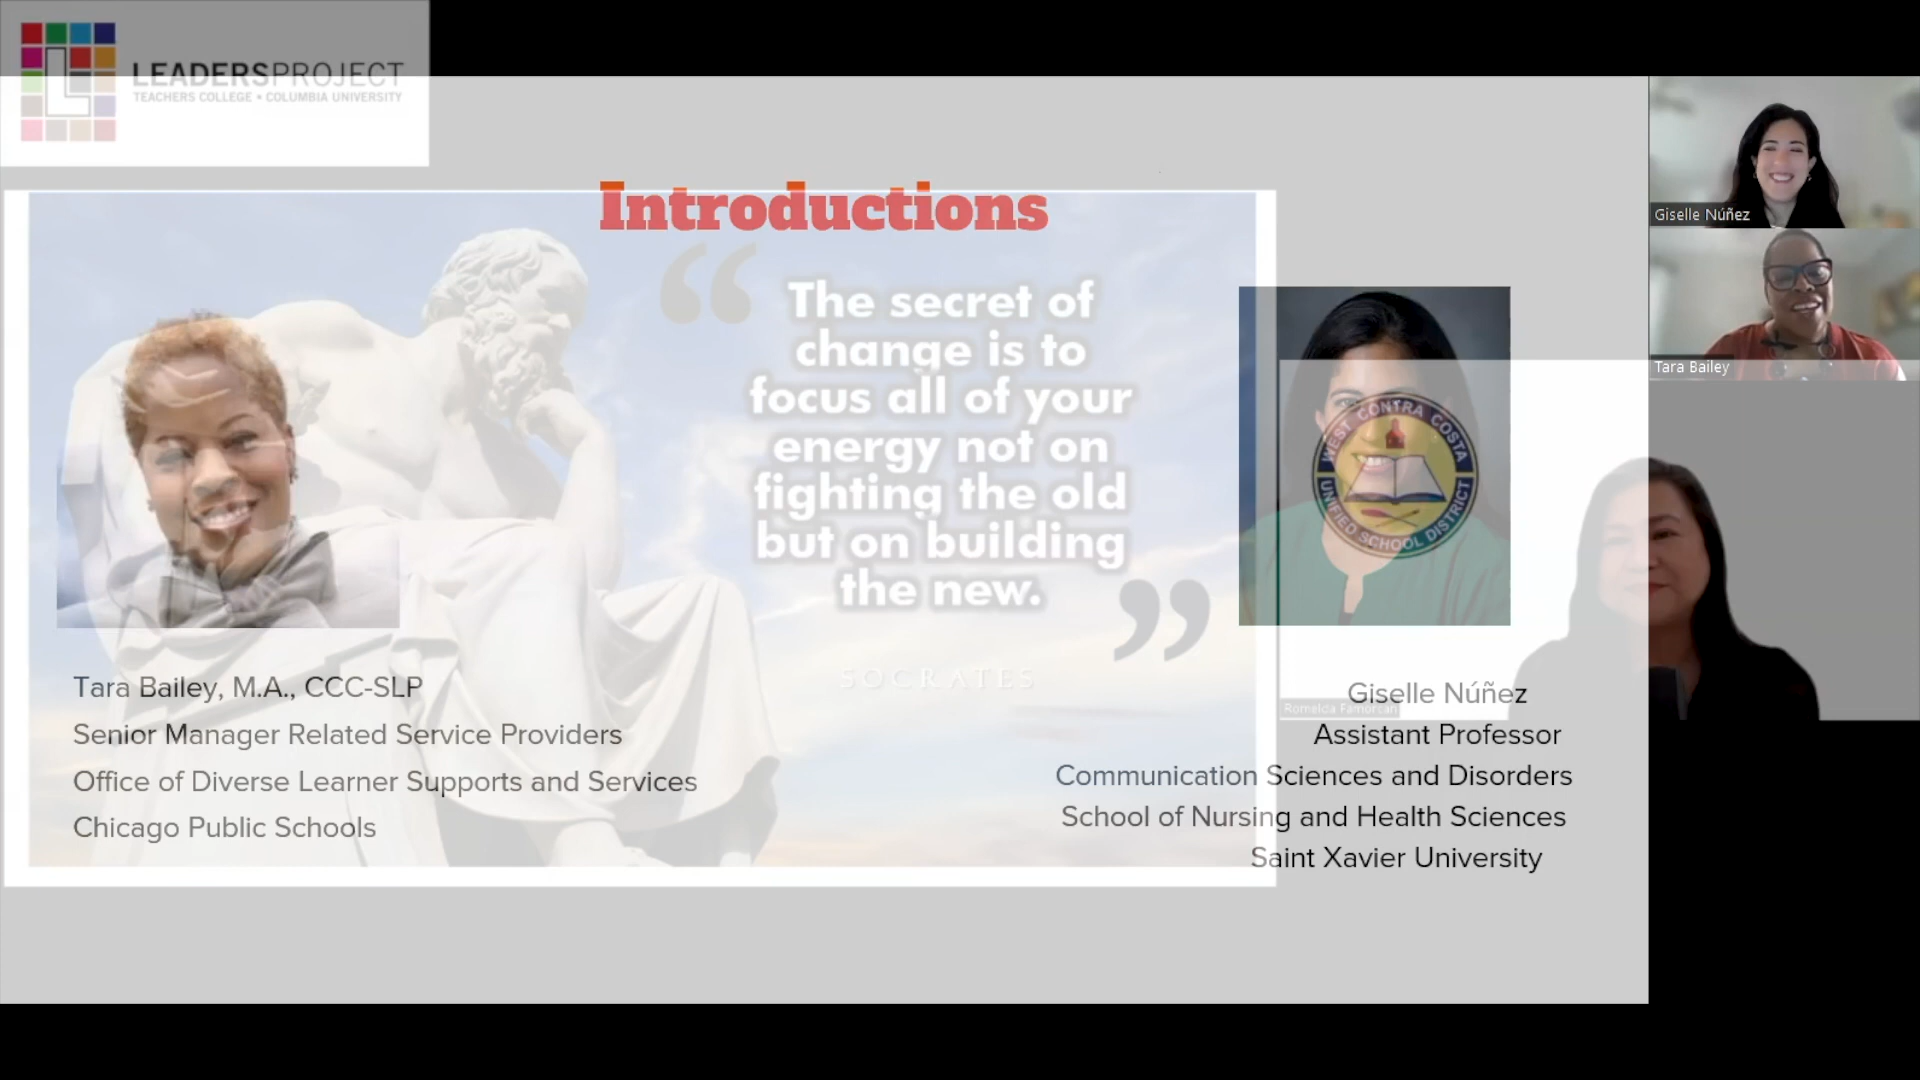 LEADERSPROJECT
TEACHERS COLLEGE • COLUMBIA UNIVERSITY
Introductions
“
The secret of
change is to
focus all of your
energy not on
fighting the old
but on building
the new.
”
SOCRATES
Tara Bailey, M.A., CCC-SLP
Senior Manager Related Service Providers
Office of Diverse Learner Supports and Services
Chicago Public Schools
WEST CONTRA COSTA
UNIFIED SCHOOL DISTRICT
Giselle Núñez
Assistant Professor
Communication Sciences and Disorders
School of Nursing and Health Sciences
Saint Xavier University
Giselle Núñez
Tara Bailey